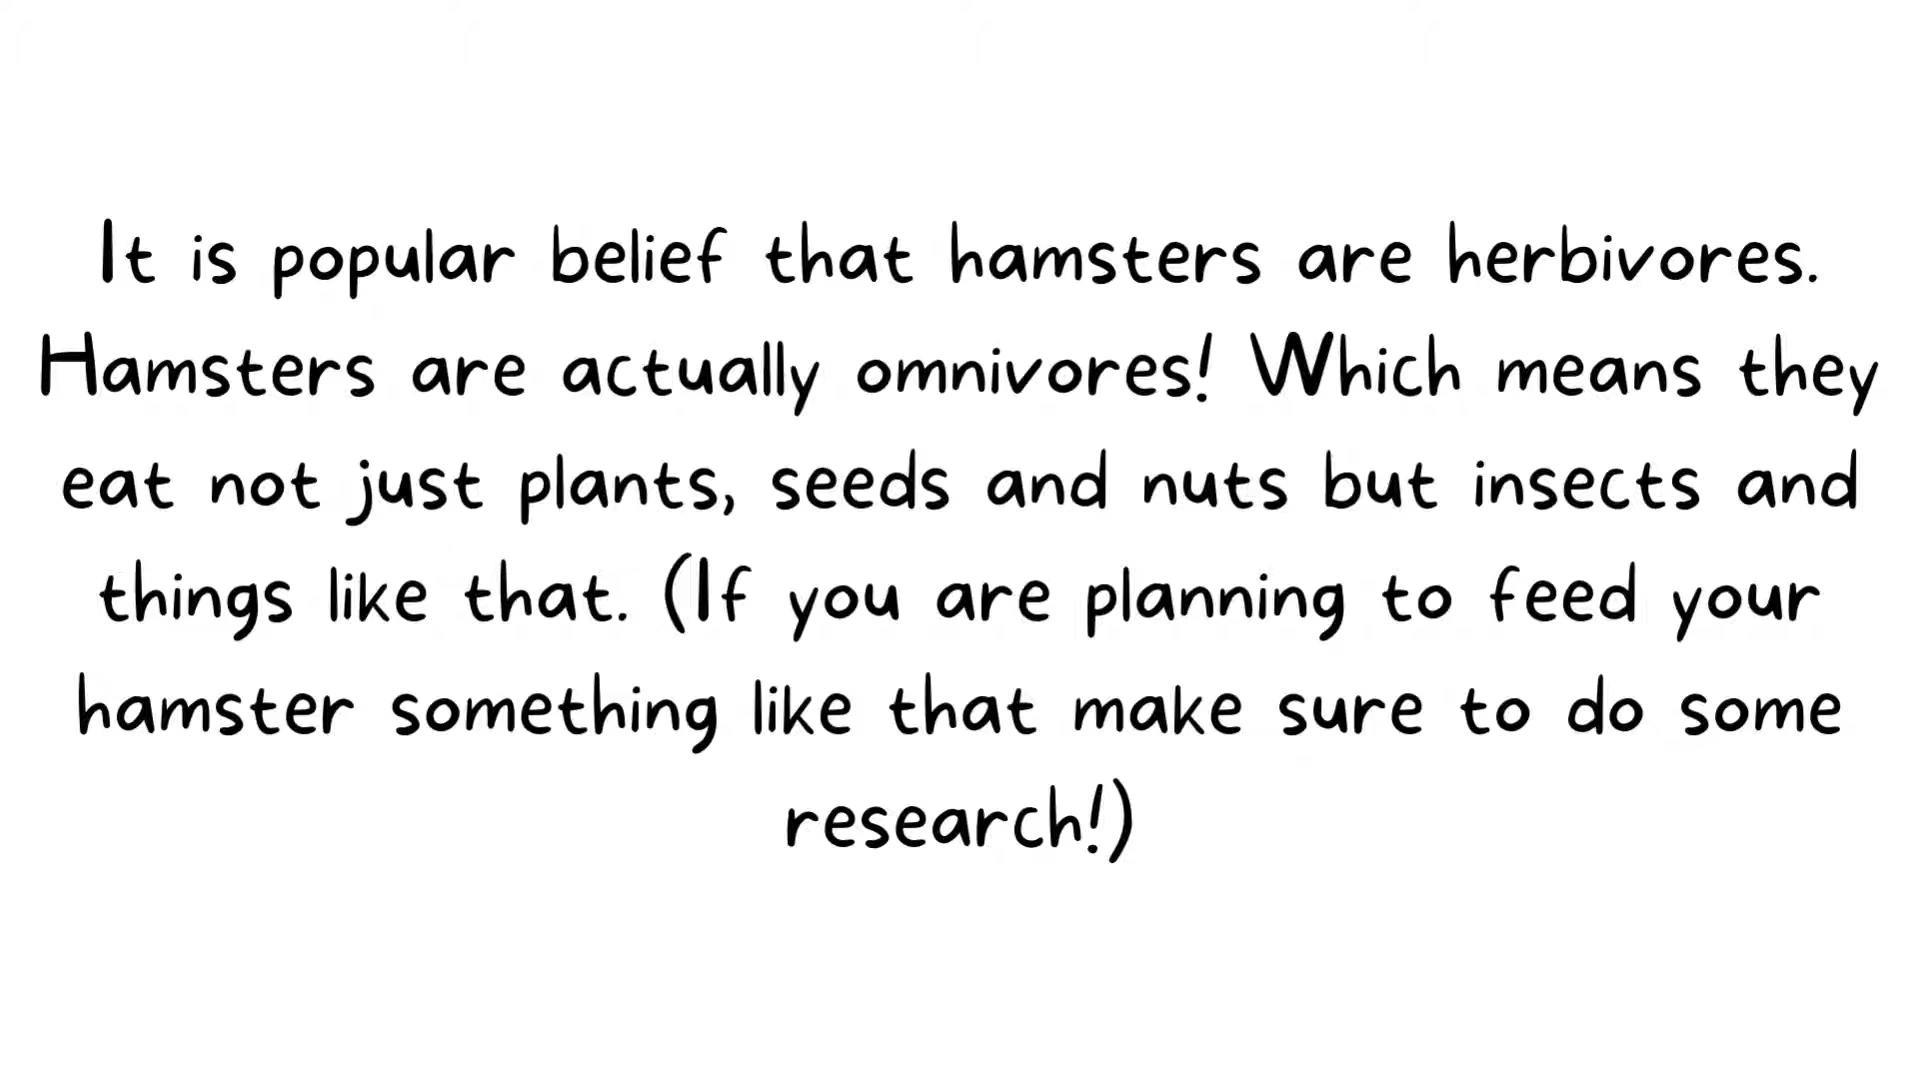 It is popular belief that hamsters are herbivores.
Hamsters are actually omnivores! Which means they
eat not just plants, seeds and nuts but insects and
things like that. (If you are planning to feed your
hamster something like that make sure to do some
research!)